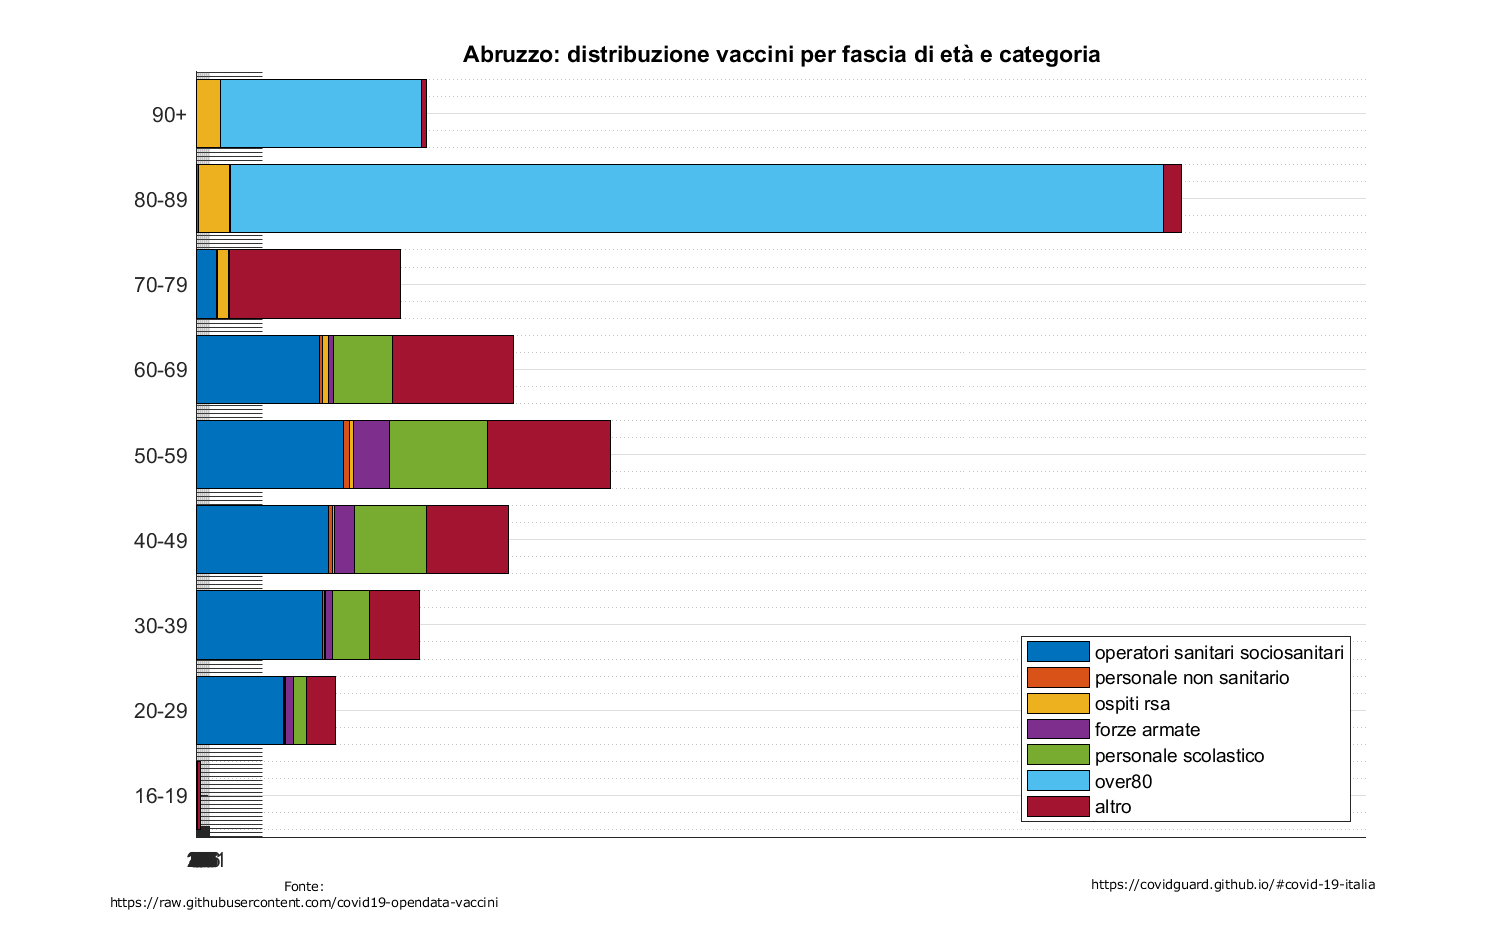 Abruzzo: distribuzione vaccini per fascia di età e categoria
90+
80-89
70-79
60-69
50-59
40-49
30-39
20-29
16-19
operatori sanitari sociosanitari
personale non sanitario
ospiti rsa
forze armate
personale scolastico
over80
altro
Fonte:
https://raw.githubusercontent.com/covid19-opendata-vaccini
https://covidguard.github.io/#covid-19-italia